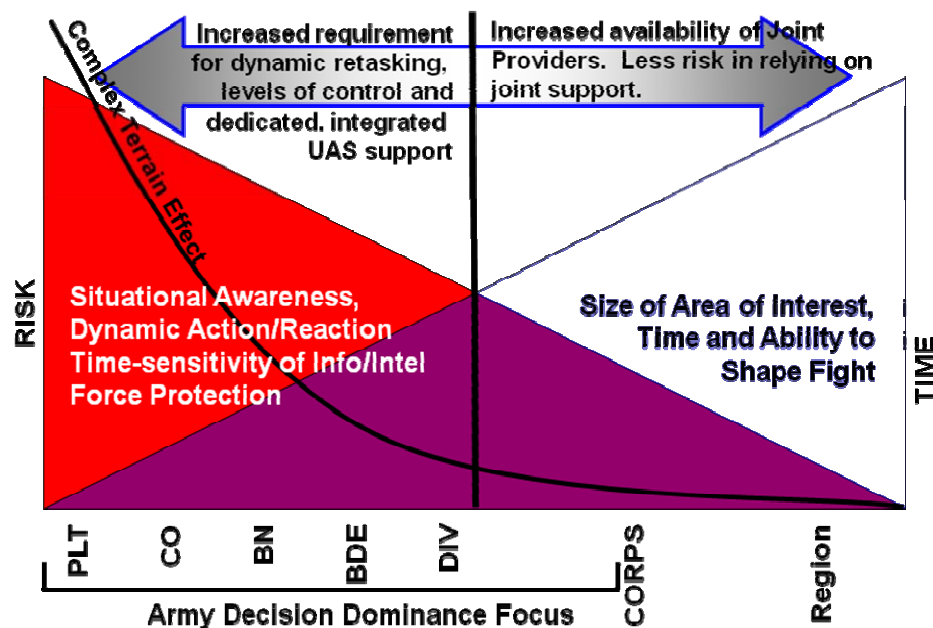 Increased requirement
for dynamic retasking,
levels of control and
dedicated. integrated
UAS support
Increased availability of Joint
Providers. Less risk in relying on
joint support.
Complex Terrain Effect
RISK
Situational Awareness,
Dynamic Action/Reaction
Time-sensitivity of Info/Intel
Force Protection
Size of Area of Interest,
Time and Ability to
Shape Fight
TIME
PLT
CO
BN
BDE
DIV
CORPS
Region
Army Decision Dominance Focus